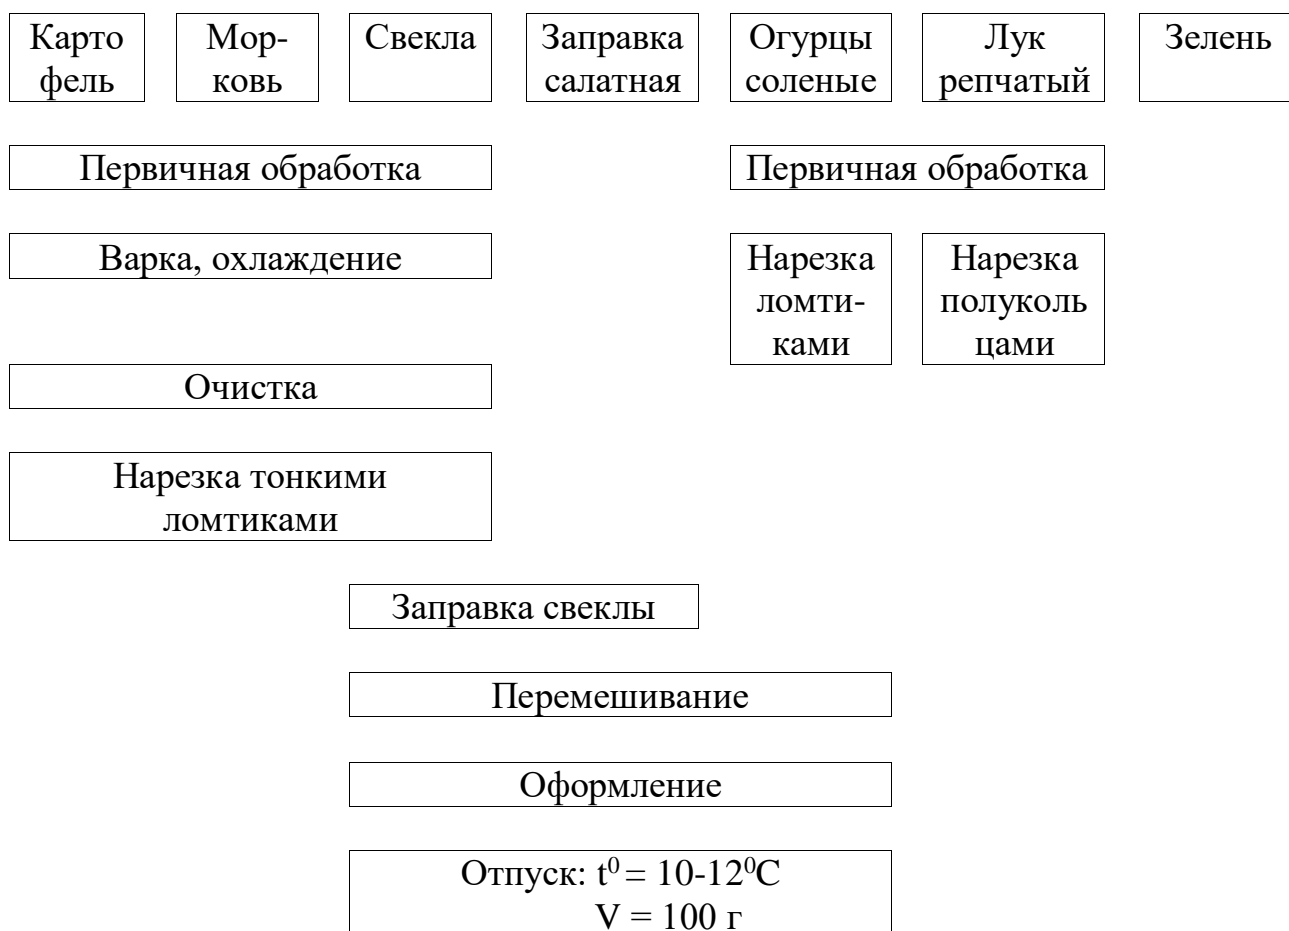 Карто
фель
Мор-
ковь
Свекла
Заправка
салатная
Огурцы
соленые
Лук
репчатый
Зелень
Первичная обработка
Первичная обработка
Варка, охлаждение
Нарезка
ломти-
ками
Нарезка
полуколь
цами
Очистка
Нарезка тонкими
ломтиками
Заправка свеклы
Перемешивание
Оформление
Отпуск: t⁰ = 10-12⁰С
V = 100 г